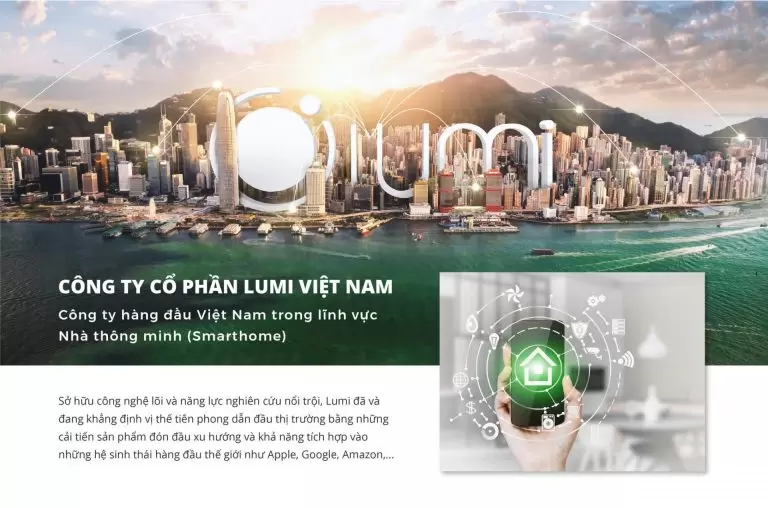 lumi
CÔNG TY CỔ PHẦN LUMI VIỆT NAM
Công ty hàng đầu Việt Nam trong lĩnh vực
Nhà thông minh (Smarthome)
Sở hữu công nghệ lõi và năng lực nghiên cứu nổi trội, Lumi đã và
đang khẳng định vị thế tiên phong dẫn đầu thị trường bằng những
cải tiến sản phẩm đón đầu xu hướng và khả năng tích hợp vào
những hệ sinh thái hàng đầu thế giới như Apple, Google, Amazon,...